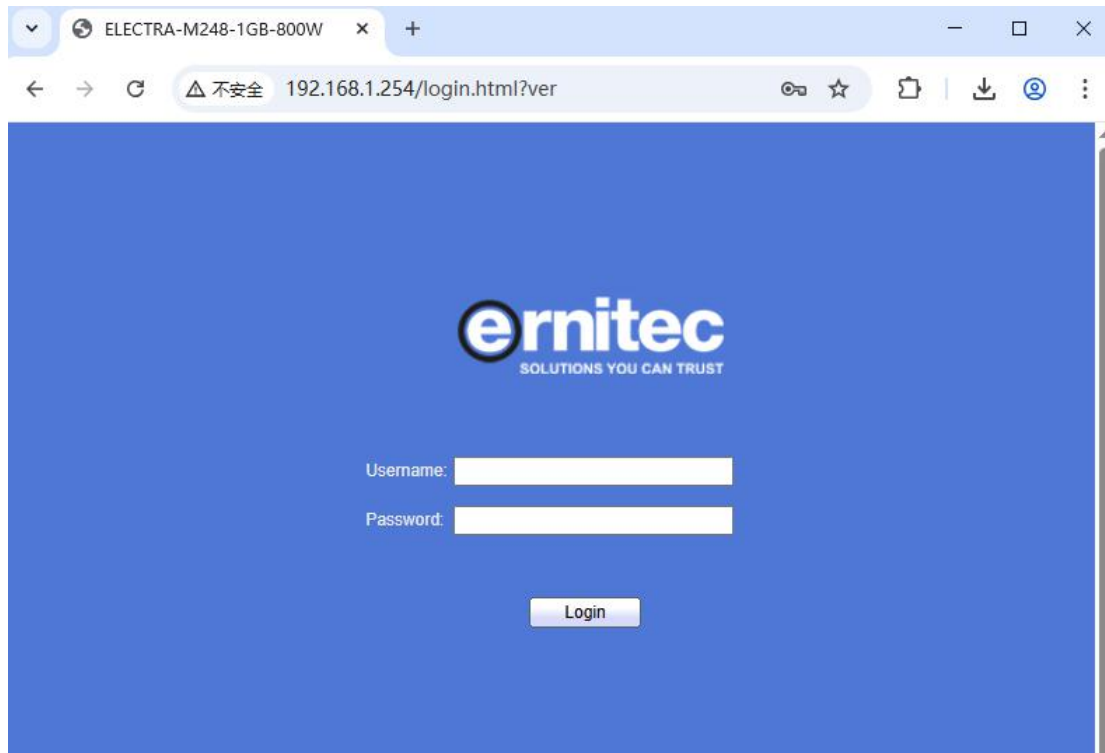 ELECTRA-M248-1GB-800W
不安全 192.168.1.254/login.html?ver
ernitec
SOLUTIONS YOU CAN TRUST
Username:
Password:
Login